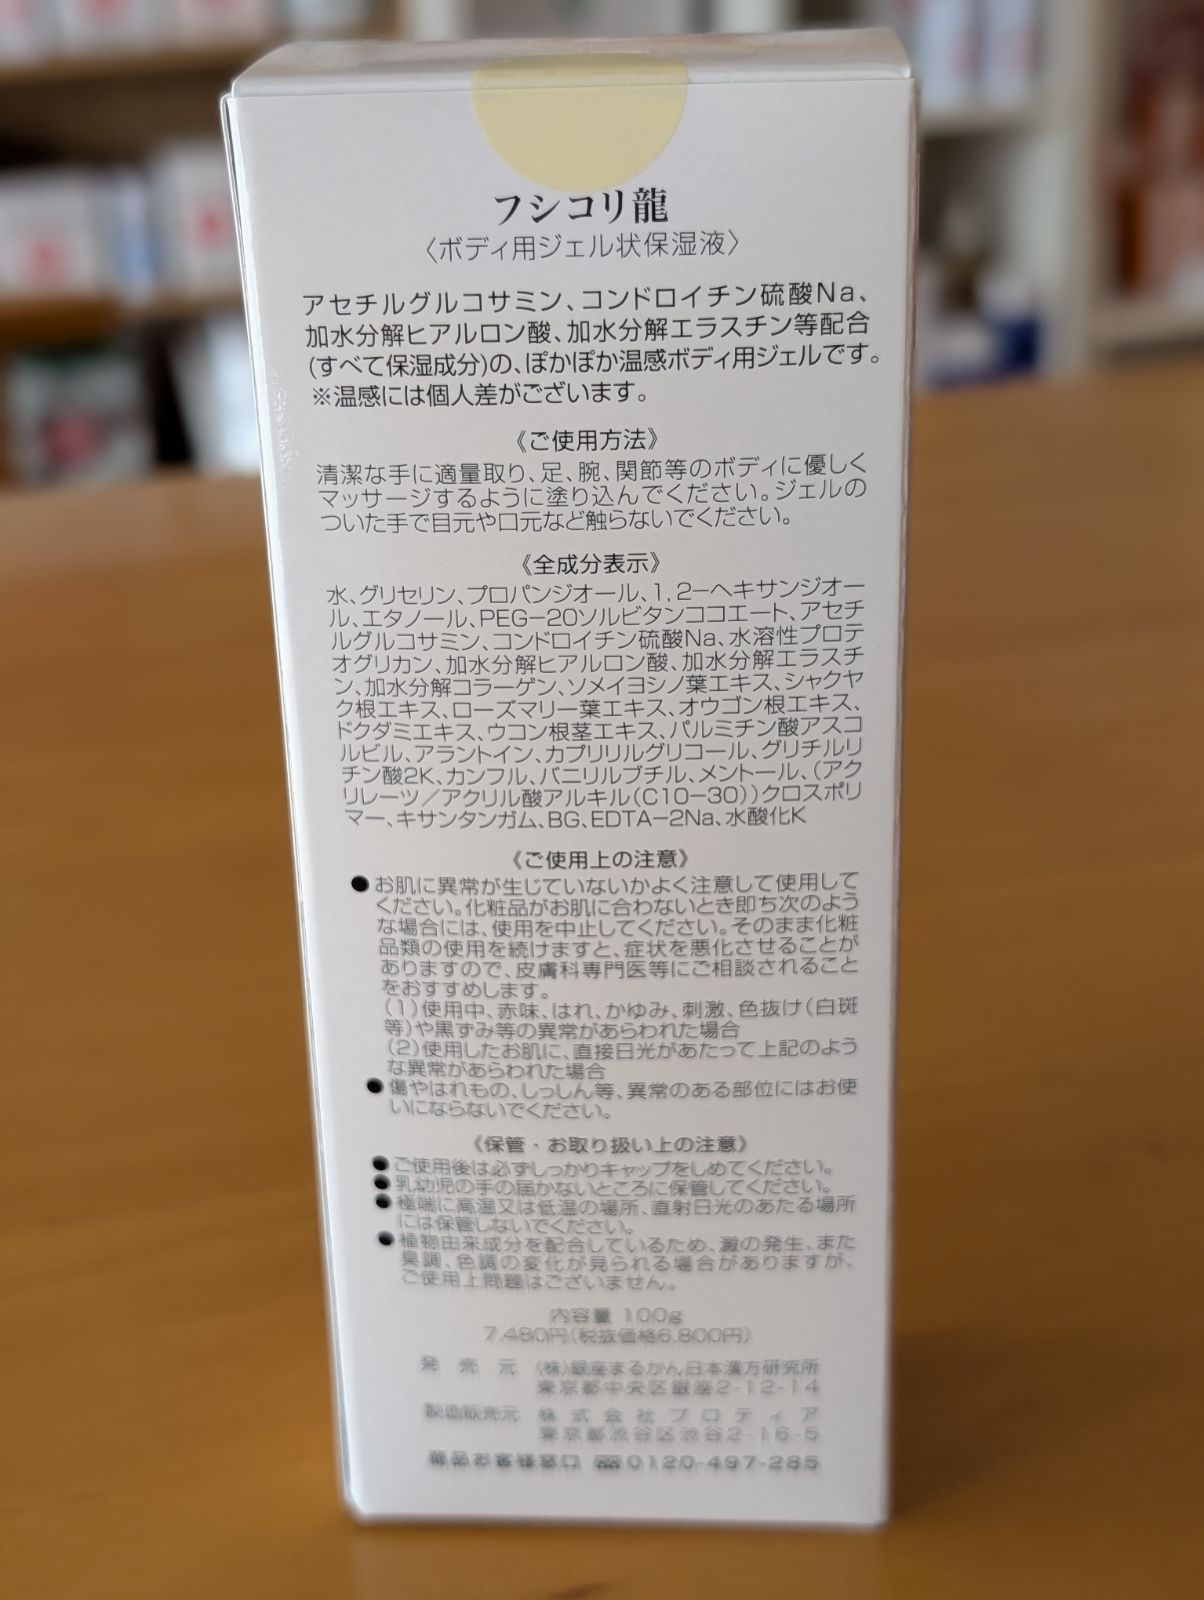 フシコリ龍
〈ボディ用ジェル状保湿液〉
アセチルグルコサミン、コンドロイチン硫酸Na、
加水分解ヒアルロン酸、加水分解エラスチン等配合
(すべて保湿成分)の、ぽかぽか温感ボディ用ジェルです。
※温感には個人差がございます。
《ご使用方法》
清潔な手に適量取り、足、腕、関節等のボディに優しく
マッサージするように塗り込んでください。ジェルの
ついた手で目元や口元など触らないでください。
《全成分表示》
水、グリセリン、プロパンジオール、1,2-ヘキサンジオー
ル、エタノール、PEG-20ソルビタンココエート、アセチ
ルグルコサミン、コンドロイチン硫酸Na、水溶性プロテ
オグリカン、加水分解ヒアルロン酸、加水分解エラスチ
ン、加水分解コラーゲン、ソメイヨシノ葉エキス、シャクヤ
ク根エキス、ローズマリー葉エキス、オウゴン根エキス、
ドクダミエキス、ウコン根茎エキス、パルミチン酸アスコ
ルビル、アラントイン、カプリリルグリコール、グリチルリ
チン酸2K、カンフル、バニリルブチル、メントール、(アク
リレーツ/アクリル酸アルキル(C10-30))クロスポリ
マー、キサンタンガム、BG、EDTA-2Na、水酸化K
《ご使用上の注意》
●お肌に異常が生じていないかよく注意して使用して
ください。化粧品がお肌に合わないとき即ち次のよう
な場合には、使用を中止してください。そのまま化粧
品類の使用を続けますと、症状を悪化させることが
ありますので、皮膚科専門医等にご相談されること
をおすすめします。
(1)使用中、赤味、はれ、かゆみ、刺激、色抜け(白斑
等)や黒ずみ等の異常があらわれた場合
(2)使用したお肌に、直接日光があたって上記のよう
な異常があらわれた場合
●傷やはれもの、しっしん等、異常のある部位にはお使
いにならないでください。
《保管・お取り扱い上の注意》
●ご使用後は必ずしっかりキャップをしめてください。
●乳幼児の手の届かないところに保管してください。
●極端に高温又は低温の場所、直射日光のあたる場所
には保管しないでください。
●植物由来成分を配合しているため、澱の発生、また
臭調、色調の変化が見られる場合がありますが、
ご使用上問題はございません。
内容量 100g
7,480円(税抜価格6,800円)
発売元 (株)銀座まるかん日本漢方研究所
東京都中央区銀座2-12-14
製造販売元 株式会社プロティア
東京都渋谷区渋谷2-16-5
商品お客様窓口 0120-497-285